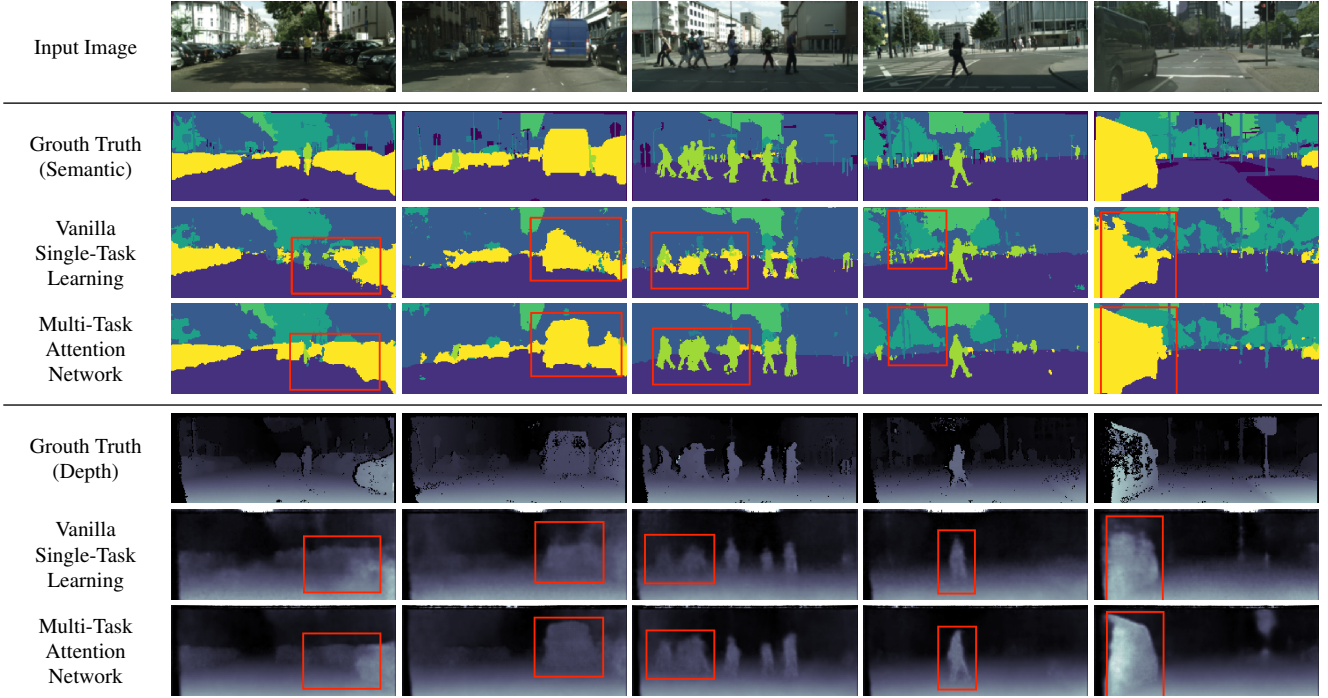 Input Image
Grouth Truth
(Semantic)
Vanilla
Single-Task
Learning
Multi-Task
Attention
Network
Grouth Truth
(Depth)
Vanilla
Single-Task
Learning
Multi-Task
Attention
Network